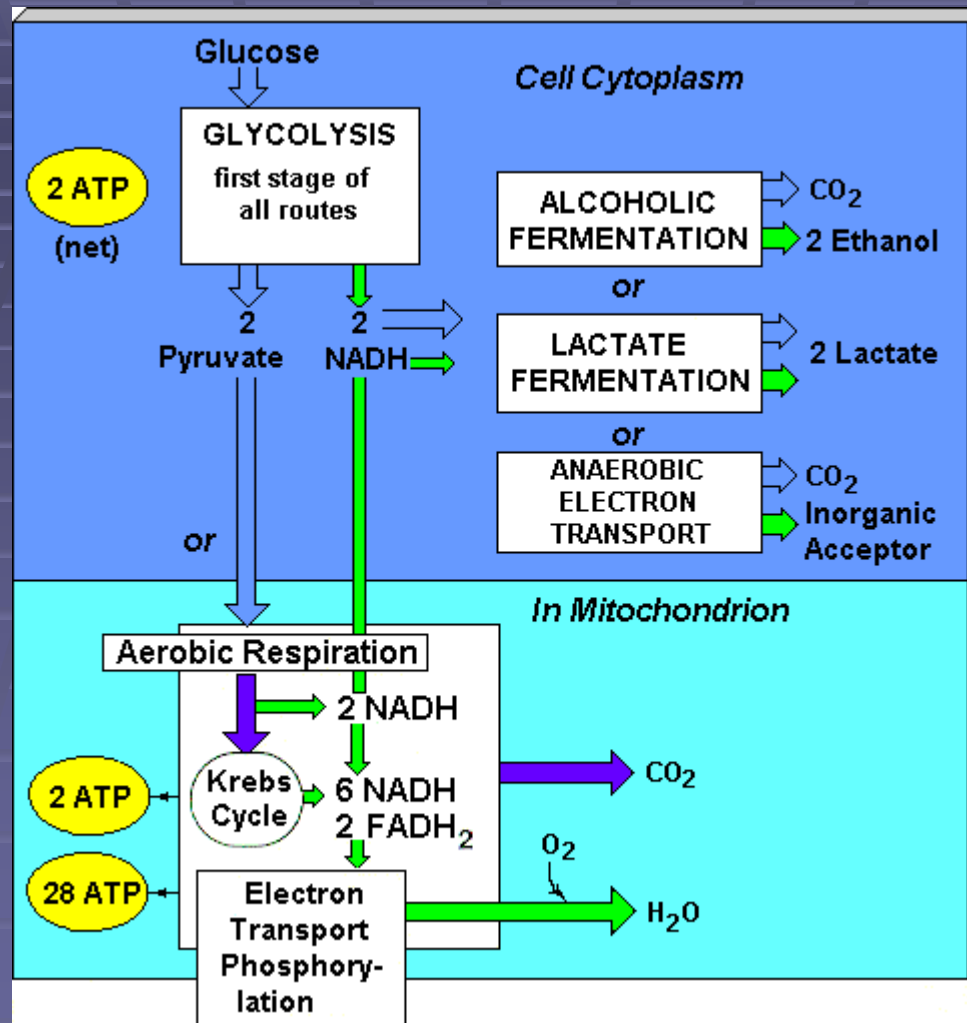 Glucose
Cell Cytoplasm
GLYCOLYSIS
first stage of
all routes
2 ATP
(net)
ALCOHOLIC
FERMENTATION
CO2
2 Ethanol
or
2
Pyruvate
2
NADH
LACTATE
FERMENTATION
2 Lactate
or
ANAEROBIC
ELECTRON
TRANSPORT
CO2
Inorganic
Acceptor
or
In Mitochondrion
Aerobic Respiration
2 NADH
Krebs
Cycle
6 NADH
2 FADH2
2 ATP
CO2
28 ATP
O2
H2O
Electron
Transport
Phosphory-
lation